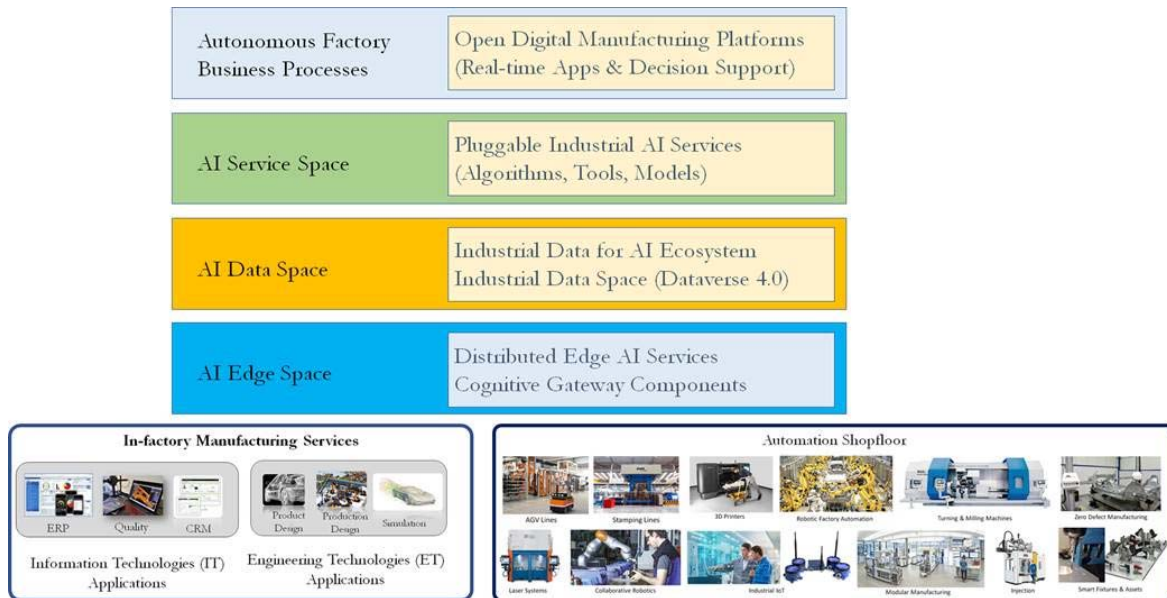 Autonomous Factory
Business Processes
Open Digital Manufacturing Platforms
(Real-time Apps & Decision Support)
AI Service Space
Pluggable Industrial AI Services
(Algorithms, Tools, Models)
AI Data Space
Industrial Data for AI Ecosystem
Industrial Data Space (Dataverse 4.0)
AI Edge Space
Distributed Edge AI Services
Cognitive Gateway Components
In-factory Manufacturing Services
ERP
Quality
CRM
Product
Design
Production
Design
Simulation
Information Technologies (IT)
Applications
Engineering Technologies (ET)
Applications
Automation Shopfloor
AGV Lines
Stamping Lines
3D Printers
Robotic Factory Automation
Turning & Milling Machines
Zero Defect Manufacturing
Laser Systems
Collaborative Robotics
Industrial IoT
Modular Manufacturing
Injection
Smart Fixtures & Assets